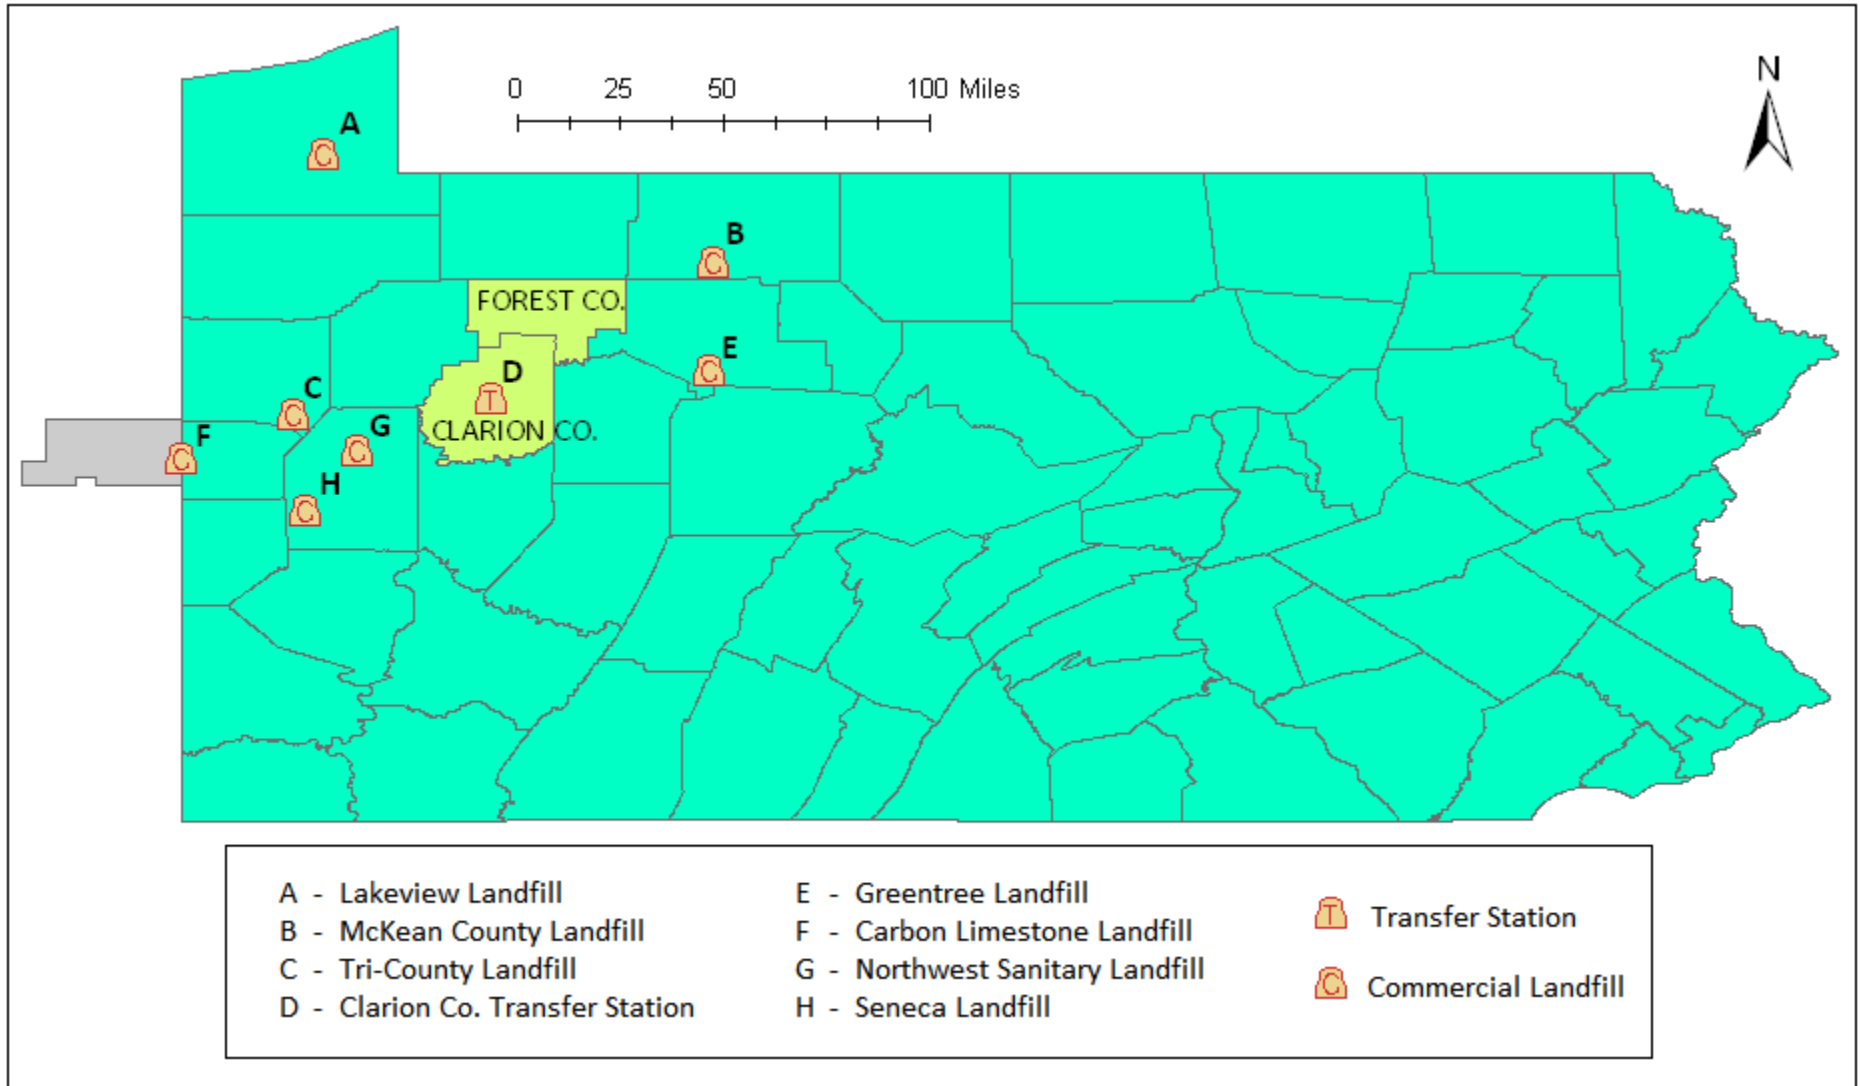 0 25 50 100 Miles
N
A
C
B
C
FOREST CO.
E
C
D
T
C
C
G
C
CLARION CO.
F
C
H
C
A - Lakeview Landfill
B - McKean County Landfill
C - Tri-County Landfill
D - Clarion Co. Transfer Station
E - Greentree Landfill
F - Carbon Limestone Landfill
G - Northwest Sanitary Landfill
H - Seneca Landfill
T Transfer Station
C Commercial Landfill